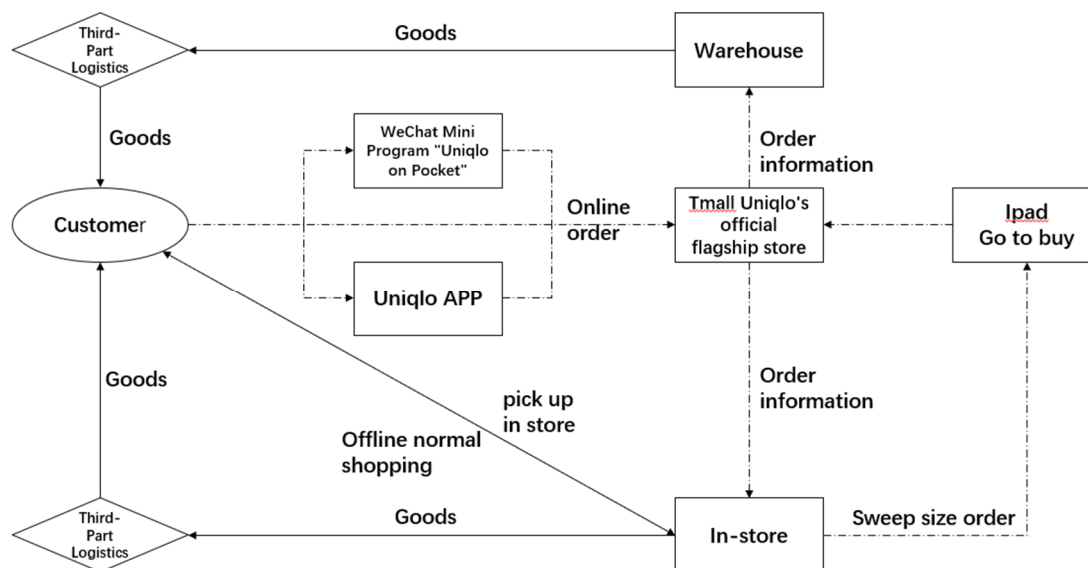 Third-
Part
Logistics
Goods
Warehouse
Goods
WeChat Mini
Program "Uniqlo
on Pocket"
Order
information
Customer
Online
order
Tmall Uniqlo's
official
flagship store
Ipad
Go to buy
Uniqlo APP
Goods
Order
information
pick up
in store
Offline normal
shopping
Third-
Part
Logistics
Goods
In-store
Sweep size order